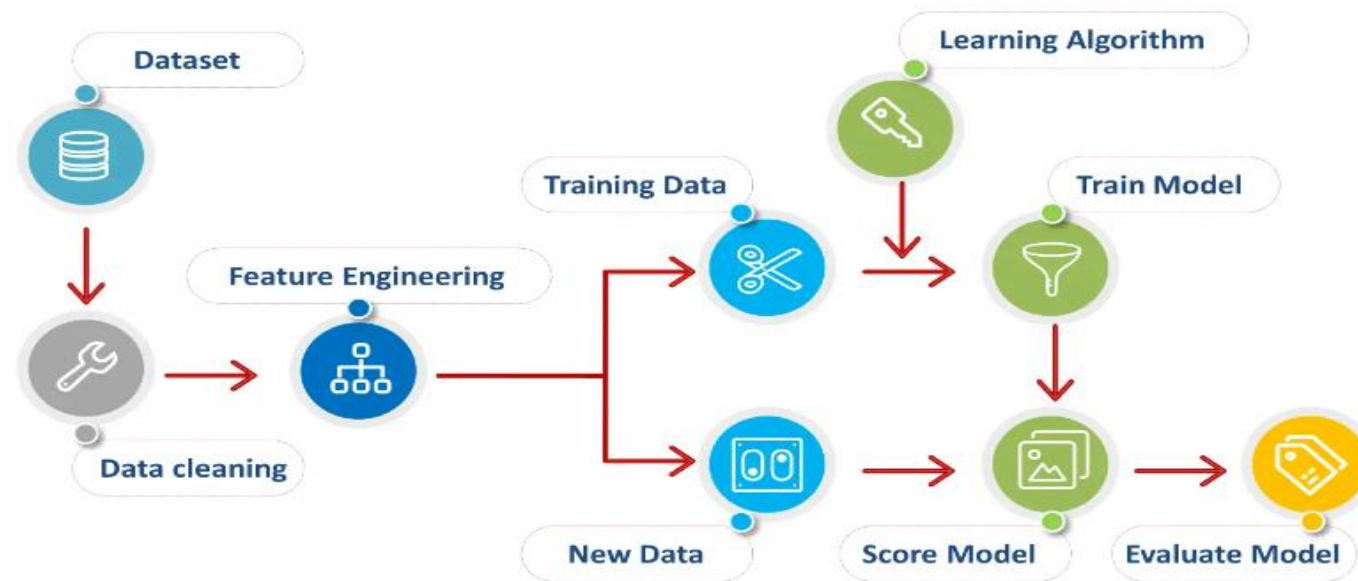 Learning Algorithm
Dataset
Training Data
Train Model
Feature Engineering
Data cleaning
New Data
Score Model
Evaluate Model